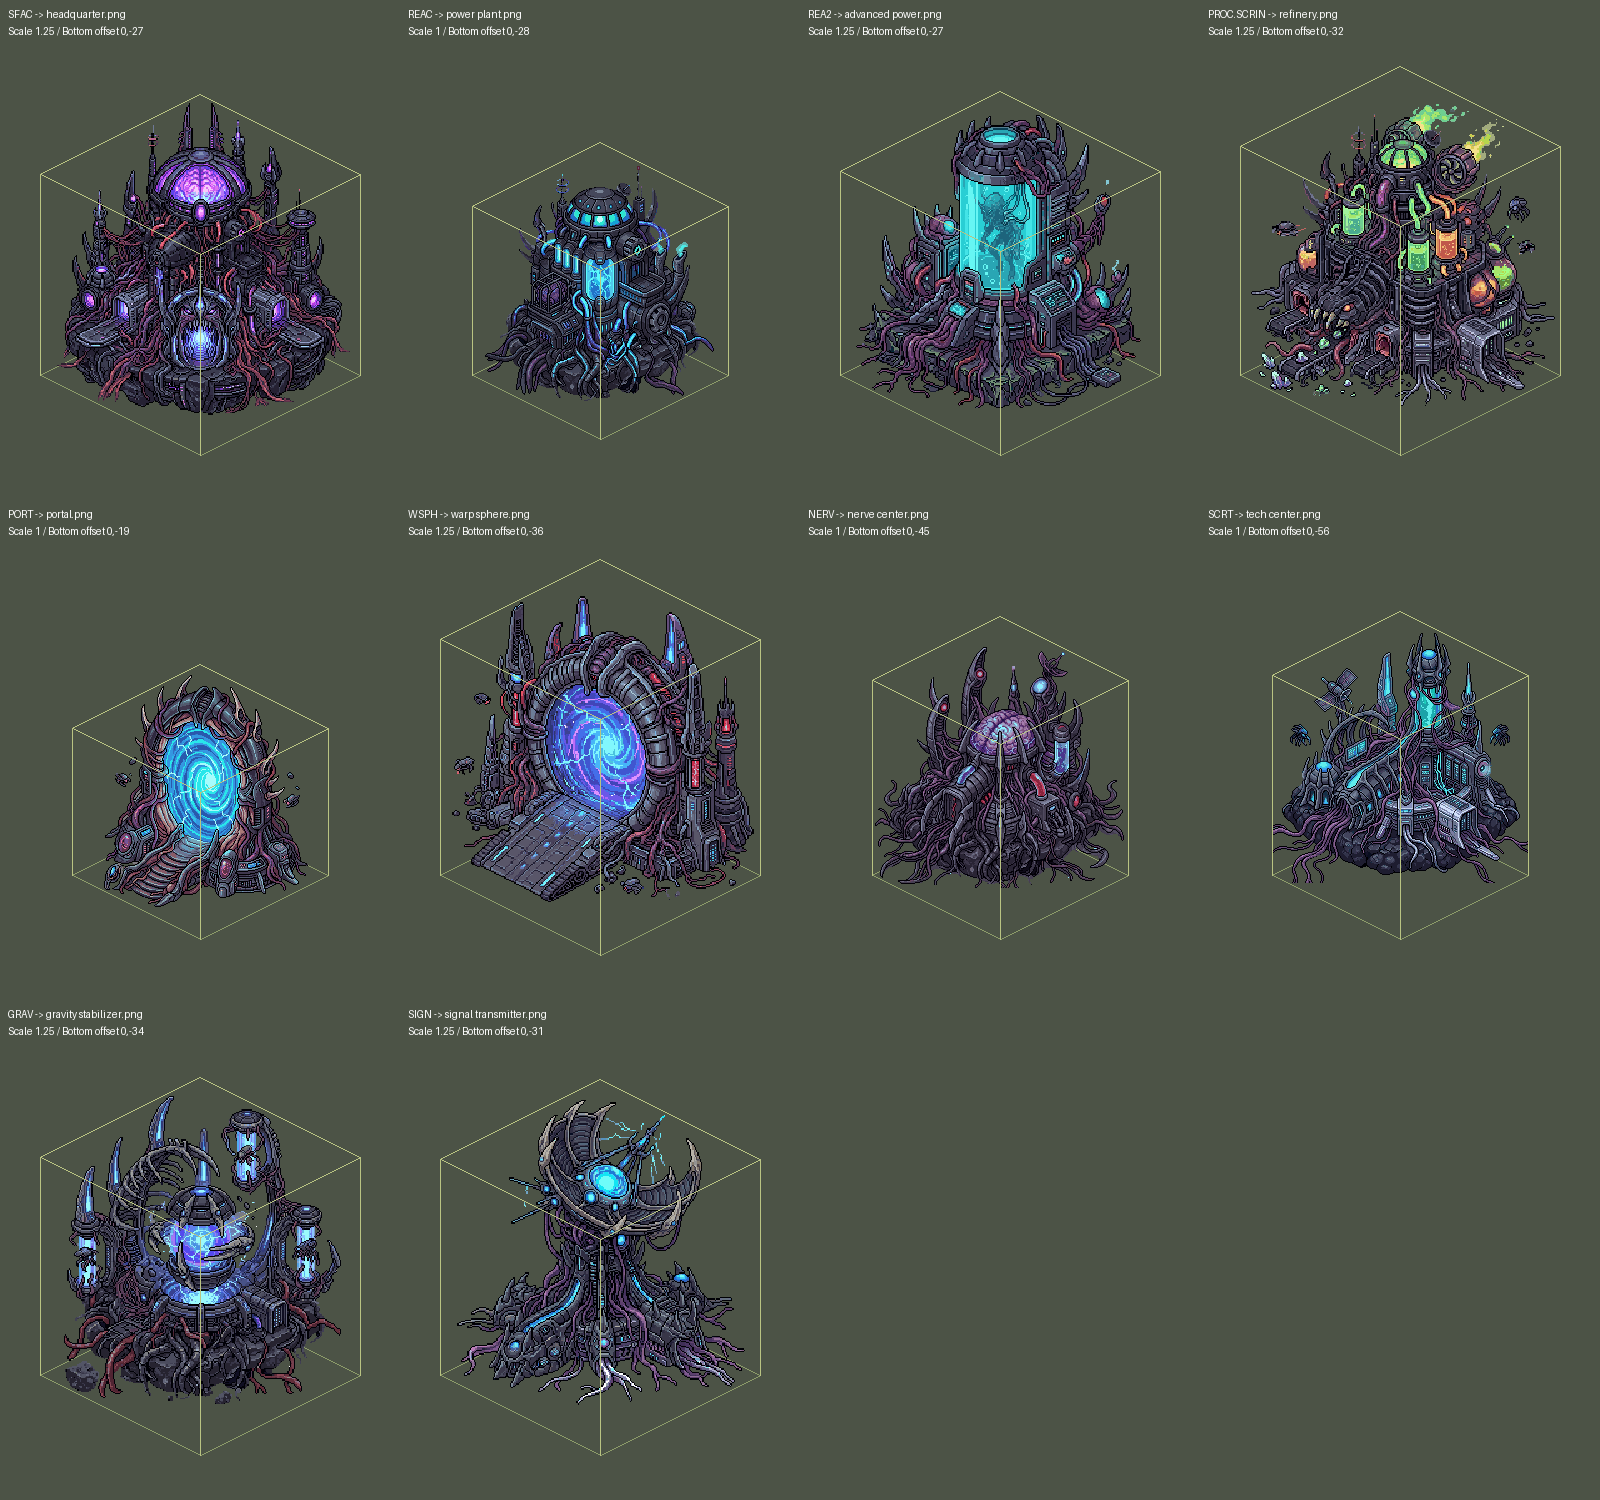 SFAC -> headquarter.png
Scale 1.25 / Bottom offset 0,-27
REAC -> power plant.png
Scale 1 / Bottom offset 0,-28
REA2 -> advanced power.png
Scale 1.25 / Bottom offset 0,-27
PROC.SCRIN -> refinery.png
Scale 1.25 / Bottom offset 0,-32
PORT -> portal.png
Scale 1 / Bottom offset 0,-19
WSPH -> warp sphere.png
Scale 1.25 / Bottom offset 0,-36
NERV -> nerve center.png
Scale 1 / Bottom offset 0,-45
SCRT -> tech center.png
Scale 1 / Bottom offset 0,-56
GRAV -> gravity stabilizer.png
Scale 1.25 / Bottom offset 0,-34
SIGN -> signal transmitter.png
Scale 1.25 / Bottom offset 0,-31